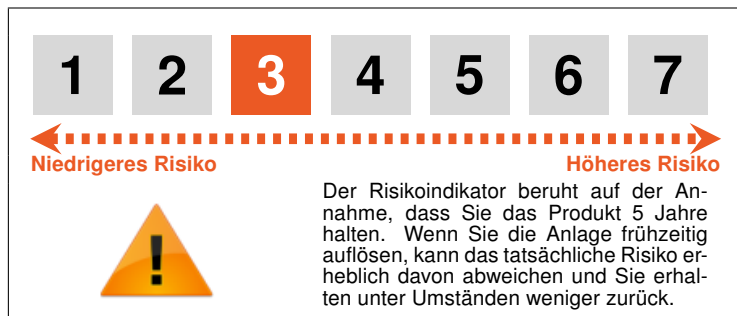 1 2 3 4 5 6 7
Niedrigeres Risiko Höheres Risiko
Der Risikoindikator beruht auf der An-
nahme, dass Sie das Produkt 5 Jahre
halten. Wenn Sie die Anlage frühzeitig
auflösen, kann das tatsächliche Risiko er-
heblich davon abweichen und Sie erhal-
ten unter Umständen weniger zurück.
!